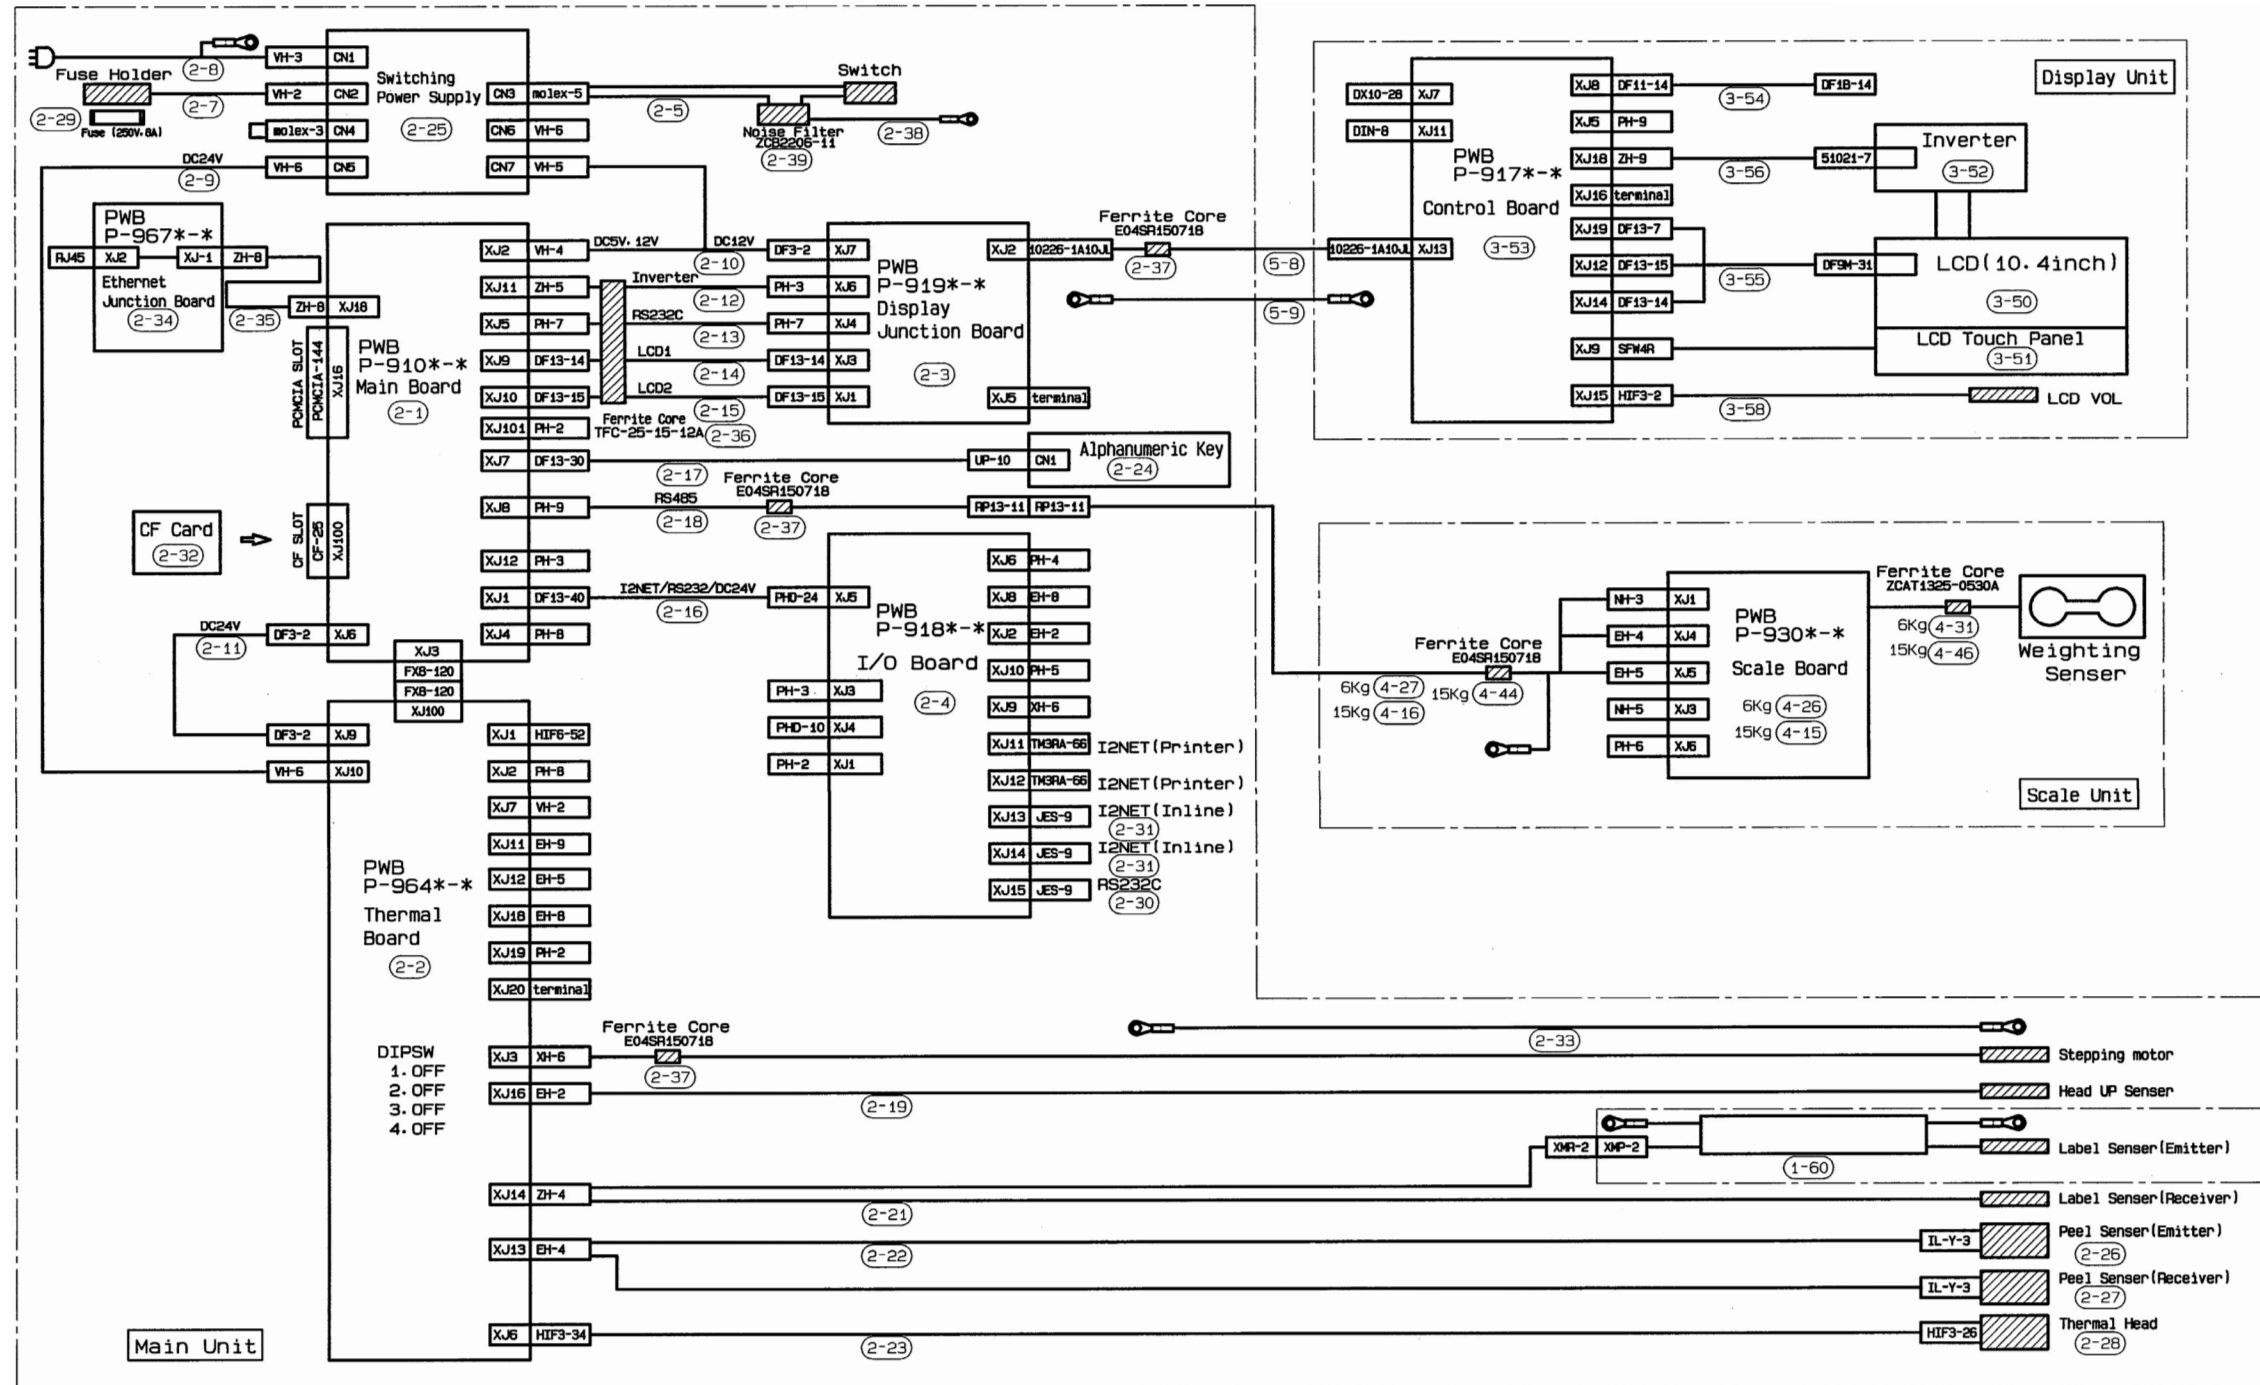 VH-3 CN1
2-8
Fuse Holder
2-7
VH-2 CN2
2-29
Fuse (250V.8A)
molex-3 CN4
DC24V
2-9
VH-6 CN5
Switching
Power Supply
2-25
CN3 molex-5
CN6 VH-6
CN7 VH-5
2-5
Switch
Noise Filter
ZCB2206-11
2-39
2-38
PWB
P-967*-*
RJ45 XJ2 XJ-1 ZH-8
Ethernet
Junction Board
2-34
2-35
ZH-8 XJ18
PCMCIA SLOT
PCMCIA-144
XJ16
PWB
P-910*-*
Main Board
2-1
CF Card
2-32
CF SLOT
CF-25
XJ100
DC24V
2-11
DF3-2 XJ6
XJ3
FX8-120
FX8-120
XJ100
XJ2 VH-4
XJ11 ZH-5
XJ5 PH-7
XJ9 DF13-14
XJ10 DF13-15
XJ101 PH-2
XJ7 DF13-30
XJ8 PH-9
XJ12 PH-3
XJ1 DF13-40
XJ4 PH-8
DC5V.12V
DC12V
2-10
Inverter
2-12
RS232C
2-13
LCD1
2-14
LCD2
2-15
Ferrite Core
TFC-25-15-12A 2-36
2-17
Ferrite Core
E04SR150718
RS485
2-18
2-37
I2NET/RS232/DC24V
2-16
DF3-2 XJ7
PH-3 XJ6
PH-7 XJ4
DF13-14 XJ3
DF13-15 XJ1
PWB
P-919*-*
Display
Junction Board
2-3
XJ2 10226-1A10JL
XJ5 terminal
Ferrite Core
E04SR150718
2-37
5-8
5-9
UP-10 CN1
Alphanumeric Key
2-24
RP13-11 RP13-11
PHD-24 XJ5
PWB
P-918*-*
I/O Board
2-4
PH-3 XJ3
PHD-10 XJ4
PH-2 XJ1
XJ6 PH-4
XJ8 EH-8
XJ2 EH-2
XJ10 PH-5
XJ9 XH-6
XJ11 TM3RA-66 I2NET(Printer)
XJ12 TM3RA-66 I2NET(Printer)
XJ13 JES-9 I2NET(Inline)
2-31
XJ14 JES-9 I2NET(Inline)
2-31
XJ15 JES-9 RS232C
2-30
Display Unit
DX10-28 XJ7
DIN-8 XJ11
10226-1A10JL XJ13
PWB
P-917*-*
Control Board
3-53
XJ8 DF11-14
XJ5 PH-9
XJ18 ZH-9
XJ16 terminal
XJ19 DF13-7
XJ12 DF13-15
XJ14 DF13-14
XJ9 SFW4R
XJ15 HIF3-2
3-54
DF1B-14
3-56
51021-7
Inverter
3-52
3-55
DF9M-31
LCD(10.4inch)
3-50
LCD Touch Panel
3-51
3-58
LCD VOL
Ferrite Core
E04SR150718
6Kg 4-27
15Kg 4-16
15Kg 4-44
NH-3 XJ1
EH-4 XJ4
EH-5 XJ5
NH-5 XJ3
PH-6 XJ6
PWB
P-930*-*
Scale Board
6Kg 4-26
15Kg 4-15
Ferrite Core
ZCAT1325-0530A
6Kg 4-31
15Kg 4-46
Weighting
Senser
Scale Unit
DF3-2 XJ9
VH-6 XJ10
PWB
P-964*-*
Thermal
Board
2-2
XJ1 HIF6-52
XJ2 PH-8
XJ7 VH-2
XJ11 EH-9
XJ12 EH-5
XJ18 EH-8
XJ19 PH-2
XJ20 terminal
DIPSW
1.OFF
2.OFF
3.OFF
4.OFF
XJ3 XH-6
Ferrite Core
E04SR150718
2-37
2-33
Stepping motor
XJ16 EH-2
2-19
Head UP Senser
XMR-2 XMP-2
1-60
Label Senser(Emitter)
XJ14 ZH-4
2-21
Label Senser(Receiver)
XJ13 EH-4
2-22
IL-Y-3
Peel Senser(Emitter)
2-26
IL-Y-3
Peel Senser(Receiver)
2-27
XJ6 HIF3-34
2-23
HIF3-26
Thermal Head
2-28
Main Unit